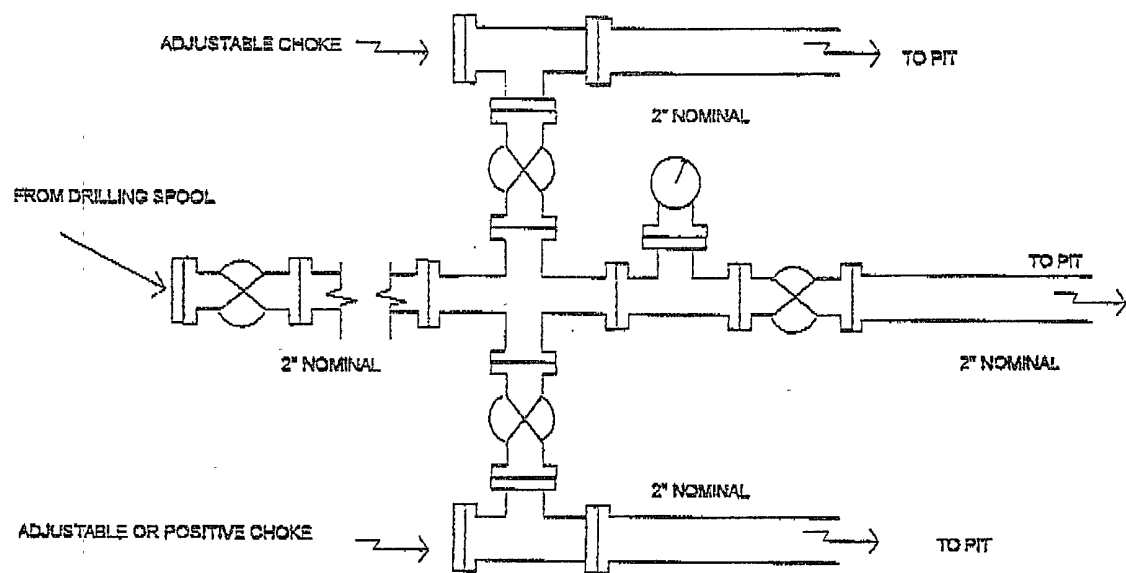 ADJUSTABLE CHOKE
TO PIT
2" NOMINAL
FROM DRILLING SPOOL
TO PIT
2" NOMINAL
2" NOMINAL
2" NOMINAL
ADJUSTABLE OR POSITIVE CHOKE
TO PIT